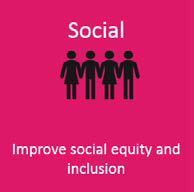 Social
Improve social equity and
inclusion